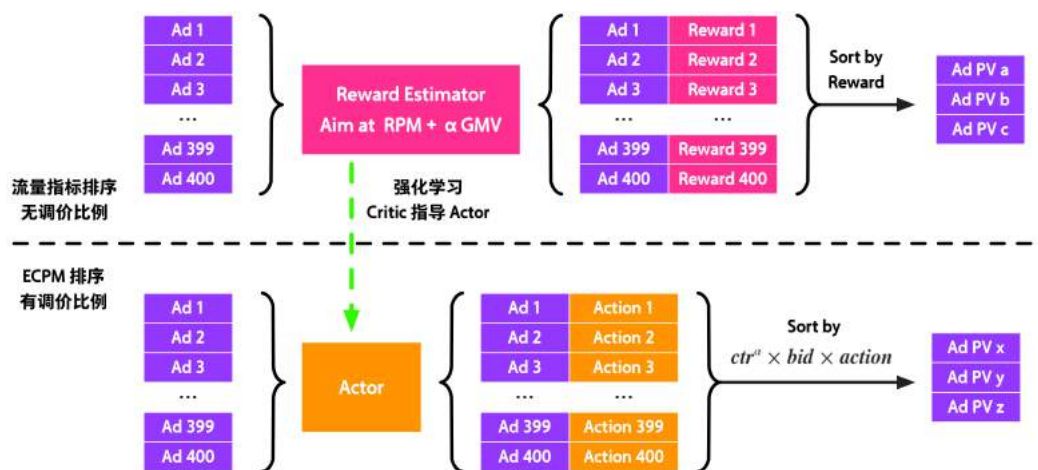 Ad 1
Ad 2
Ad 3
...
Ad 399
Ad 400
Reward Estimator
Aim at RPM + α GMV
Ad 1 Reward 1
Ad 2 Reward 2
Ad 3 Reward 3
... ...
Ad 399 Reward 399
Ad 400 Reward 400
Sort by
Reward
Ad PV a
Ad PV b
Ad PV c
流量指标排序
无调价比例
强化学习
Critic 指导 Actor
ECPM 排序
有调价比例
Ad 1
Ad 2
Ad 3
...
Ad 399
Ad 400
Actor
Ad 1 Action 1
Ad 2 Action 2
Ad 3 Action 3
... ...
Ad 399 Action 399
Ad 400 Action 400
Sort by
ctrᵅ × bid × action
Ad PV x
Ad PV y
Ad PV z